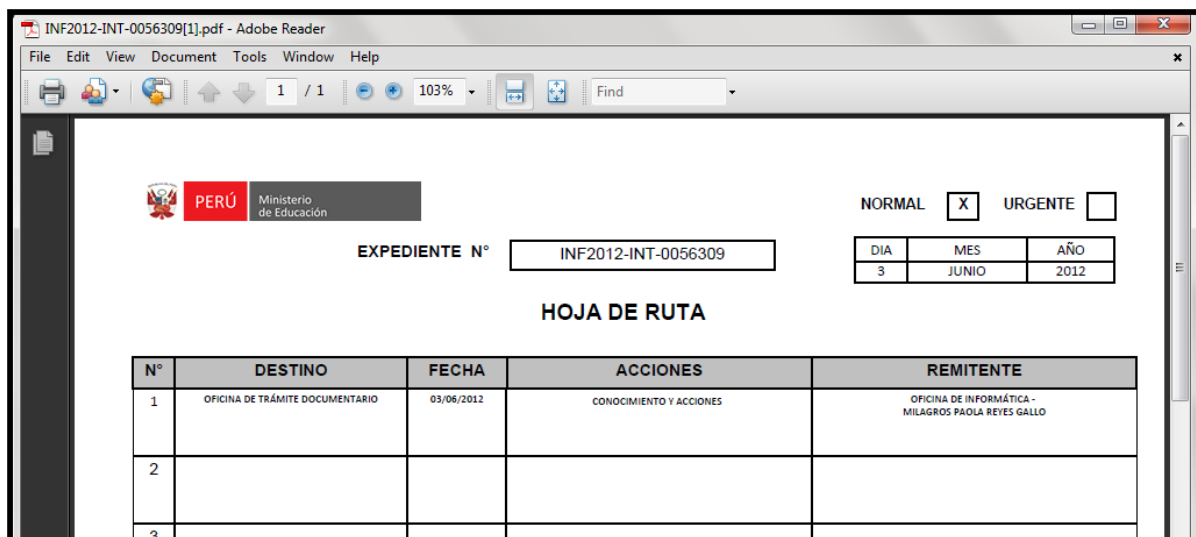 INF2012-INT-0056309[1].pdf - Adobe Reader
File Edit View Document Tools Window Help
1 / 1 103% Find
PERÚ Ministerio
de Educación
NORMAL X URGENTE
EXPEDIENTE N° INF2012-INT-0056309
DIA MES AÑO
3 JUNIO 2012
HOJA DE RUTA
N° DESTINO FECHA ACCIONES REMITENTE
1 OFICINA DE TRÁMITE DOCUMENTARIO 03/06/2012 CONOCIMIENTO Y ACCIONES OFICINA DE INFORMÁTICA -
MILAGROS PAOLA REYES GALLO
2
3